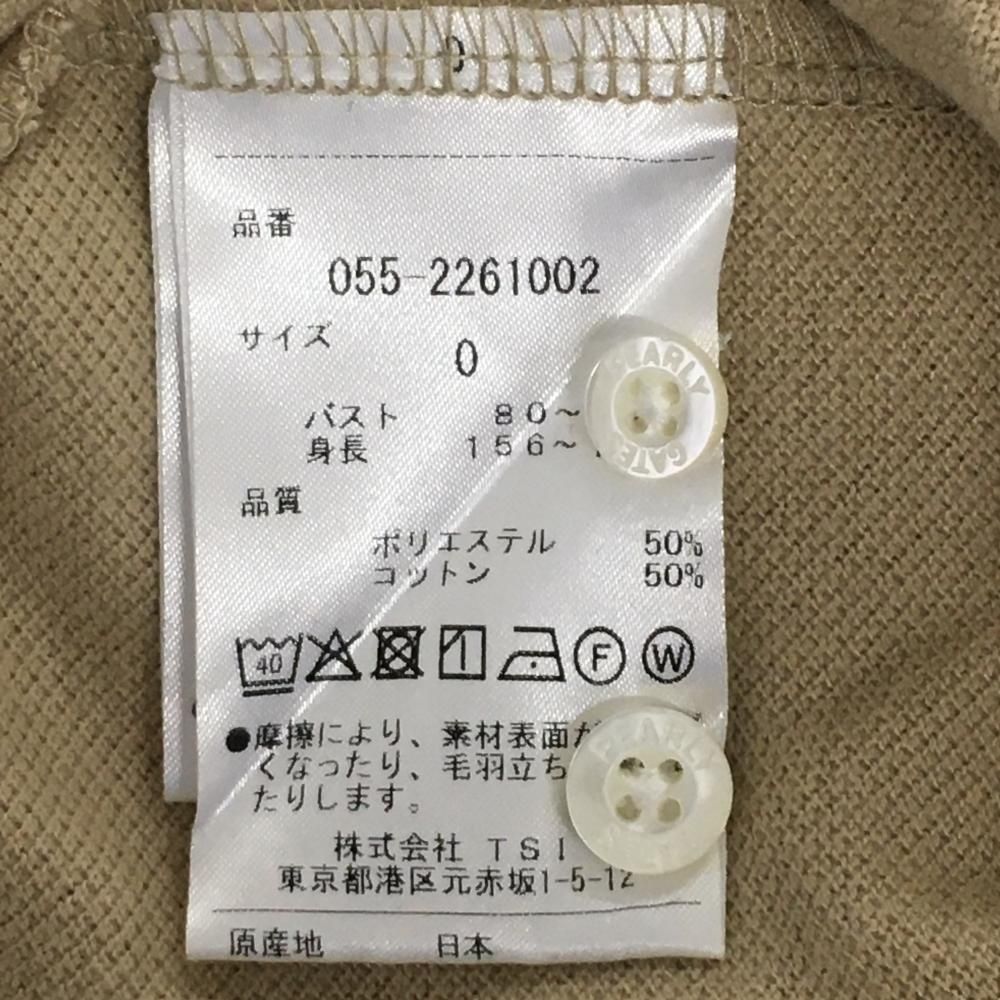 0
品番
055-2261002
サイズ
0
バスト 80～
身長 156～
PEARLY
GATES
品質
ポリエステル 50%
コットン 50%
40 F W
●摩擦により、素材表面が
くなったり、毛羽立ち
たりします。
PEARLY
株式会社 TSI
東京都港区元赤坂1-5-12
原産地 日本